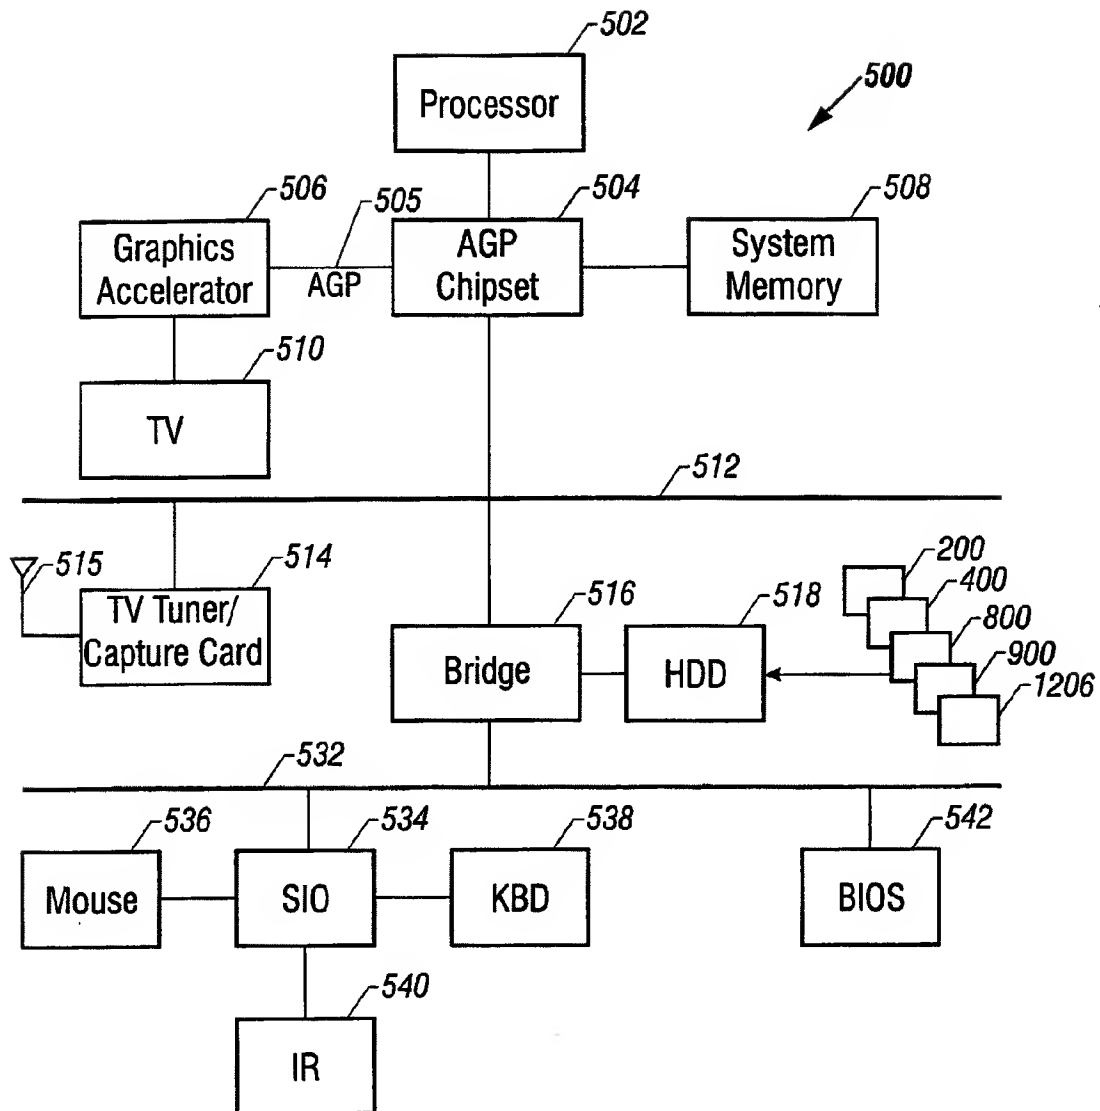 502
Processor
500
506
505
504
508
Graphics
Accelerator
AGP
AGP
Chipset
System
Memory
510
TV
512
515
514
TV Tuner/
Capture Card
516
Bridge
518
HDD
200
400
800
900
1206
532
536
Mouse
534
SIO
538
KBD
542
BIOS
540
IR